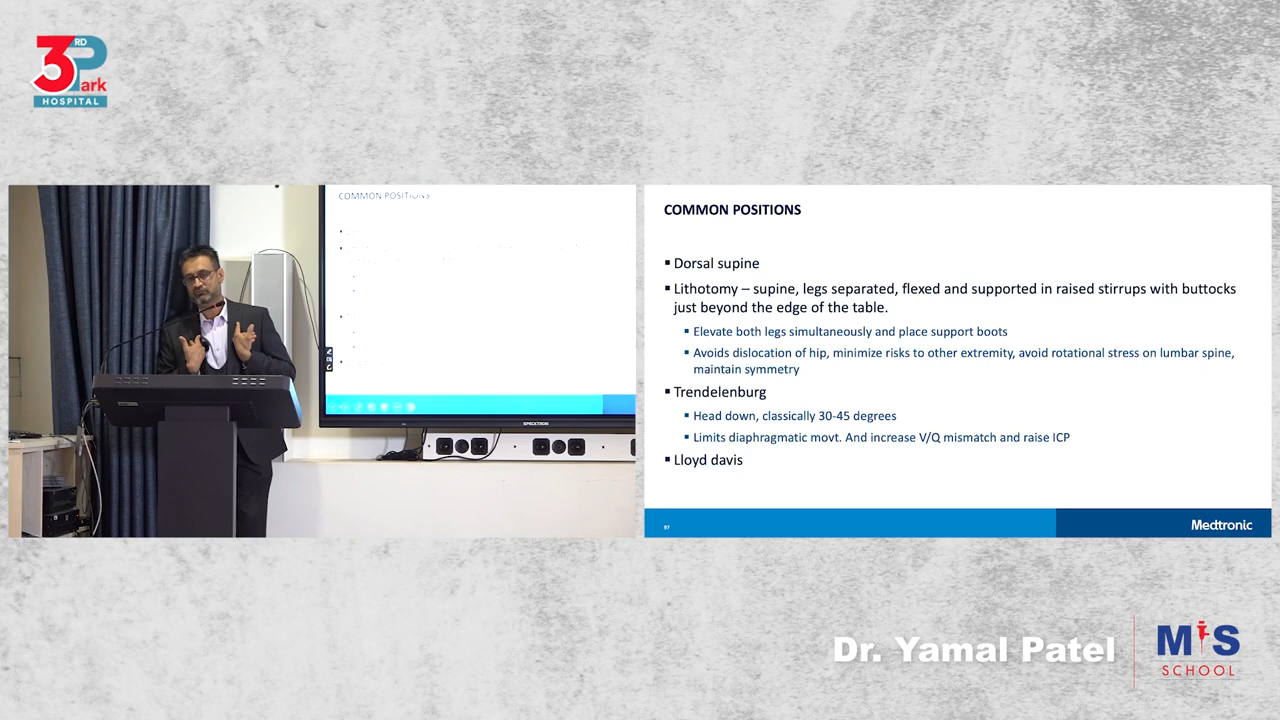 3RD Park
HOSPITAL
COMMON POSITIONS
SPECKTRON
COMMON POSITIONS
▪ Dorsal supine
▪ Lithotomy – supine, legs separated, flexed and supported in raised stirrups with buttocks
just beyond the edge of the table.
▪ Elevate both legs simultaneously and place support boots
▪ Avoids dislocation of hip, minimize risks to other extremity, avoid rotational stress on lumbar spine,
maintain symmetry
▪ Trendelenburg
▪ Head down, classically 30-45 degrees
▪ Limits diaphragmatic movt. And increase V/Q mismatch and raise ICP
▪ Lloyd davis
97
Medtronic
Dr. Yamal Patel
MIS
SCHOOL